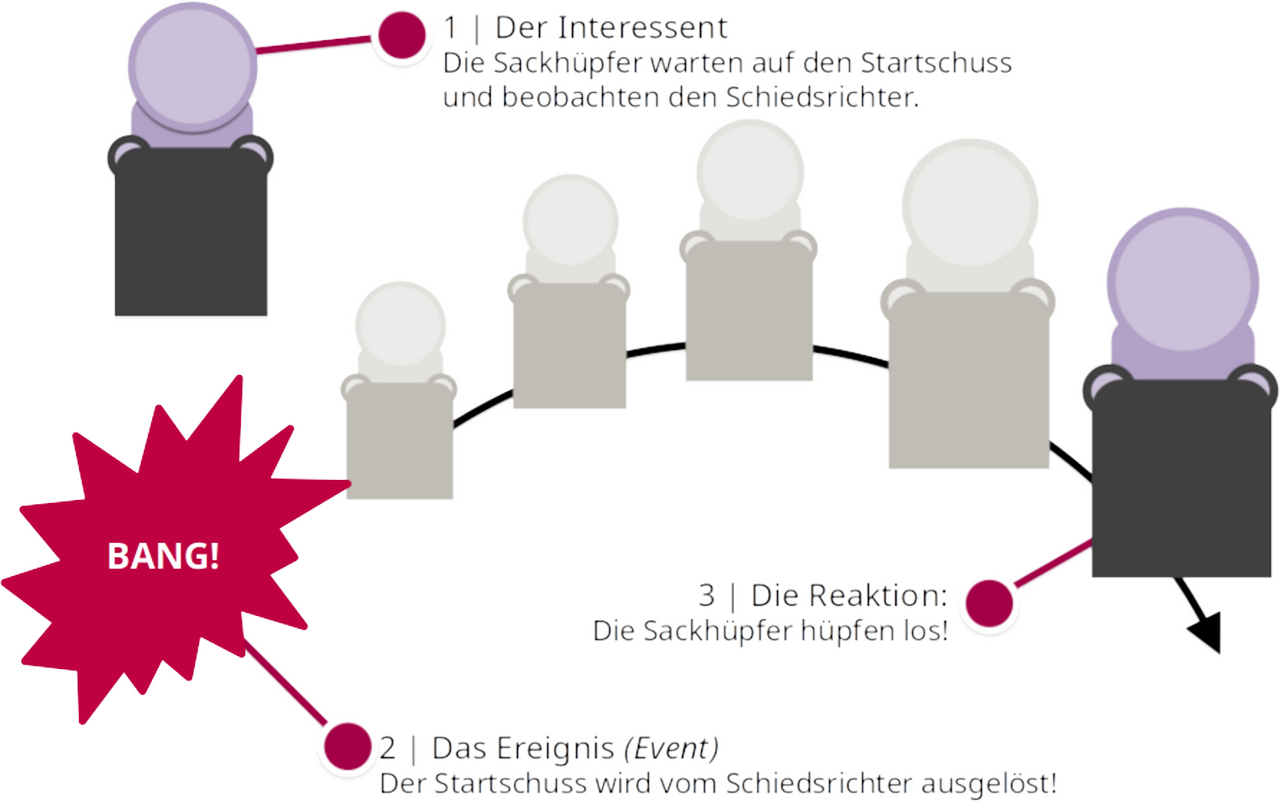 1 | Der Interessent
Die Sackhüpfer warten auf den Startschuss
und beobachten den Schiedsrichter.
BANG!
3 | Die Reaktion:
Die Sackhüpfer hüpfen los!
2 | Das Ereignis (Event)
Der Startschuss wird vom Schiedsrichter ausgelöst!